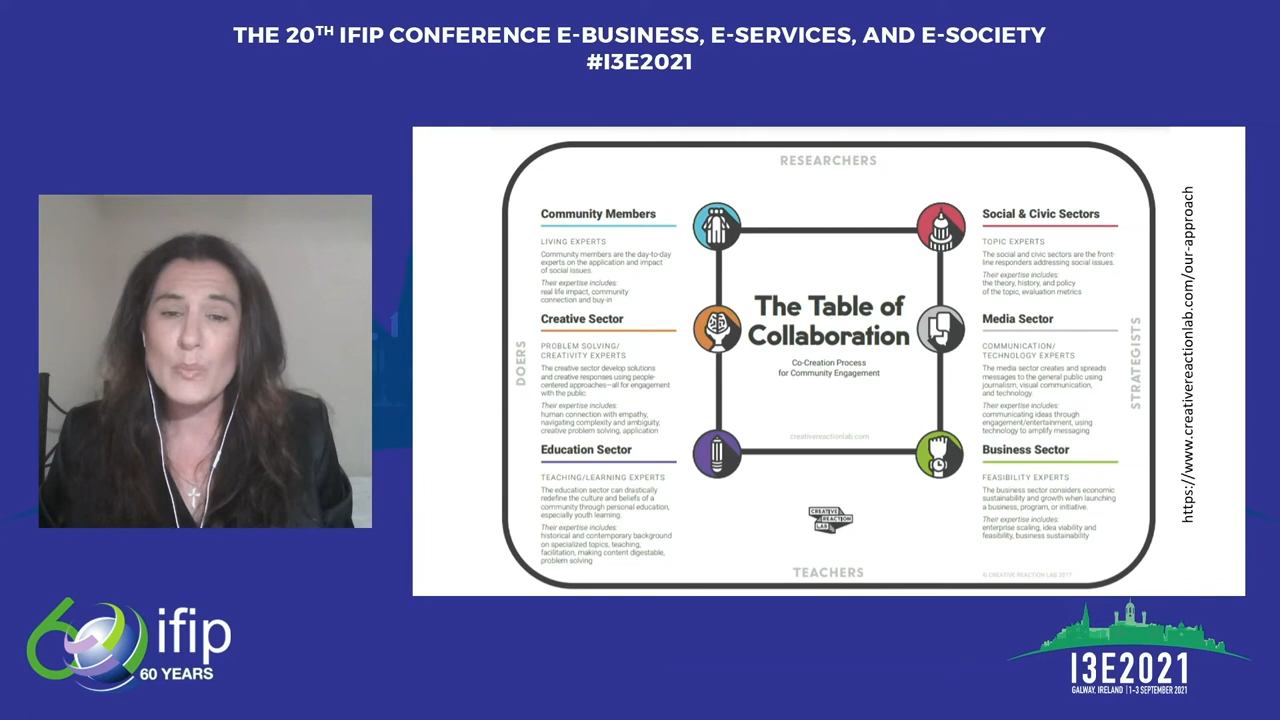 THE 20TH IFIP CONFERENCE E-BUSINESS, E-SERVICES, AND E-SOCIETY
#I3E2021
RESEARCHERS
Community Members
LIVING EXPERTS
Community members are the day-to-day
experts on the application and impact
of social issues.
Their expertise includes:
real life impact, community
connection and buy-in
Creative Sector
PROBLEM SOLVING/
CREATIVITY EXPERTS
The creative sector develop solutions
and creative responses using people-
centered approaches—all for engagement
with the public.
Their expertise includes:
human connection with empathy,
navigating complexity and ambiguity,
creative problem solving, application
Education Sector
TEACHING/LEARNING EXPERTS
The education sector can drastically
redefine the culture and beliefs of a
community through personal education,
especially youth learning.
Their expertise includes:
historical and contemporary background
on specialized topics, teaching,
facilitation, making content digestable,
problem solving
DOERS
The Table of
Collaboration
Co-Creation Process
for Community Engagement
creativereactionlab.com
CREATIVE
REACTION
LAB
TEACHERS
Social & Civic Sectors
TOPIC EXPERTS
The social and civic sectors are the front-
line responders addressing social issues.
Their expertise includes:
the theory, history, and policy
of the topic, evaluation metrics
Media Sector
COMMUNICATION/
TECHNOLOGY EXPERTS
The media sector creates and spreads
messages to the general public using
journalism, visual communication,
and technology.
Their expertise includes:
communicating ideas through
engagement/entertainment, using
technology to amplify messaging
Business Sector
FEASIBILITY EXPERTS
The business sector considers economic
sustainability and growth when launching
a business, program, or initiative.
Their expertise includes:
enterprise scaling, idea viability and
feasibility, business sustainability
© CREATIVE REACTION LAB 2017
STRATEGISTS
https://www.creativereactionlab.com/our-approach
60 ifip
60 YEARS
I3E2021
GALWAY, IRELAND | 1-3 SEPTEMBER 2021